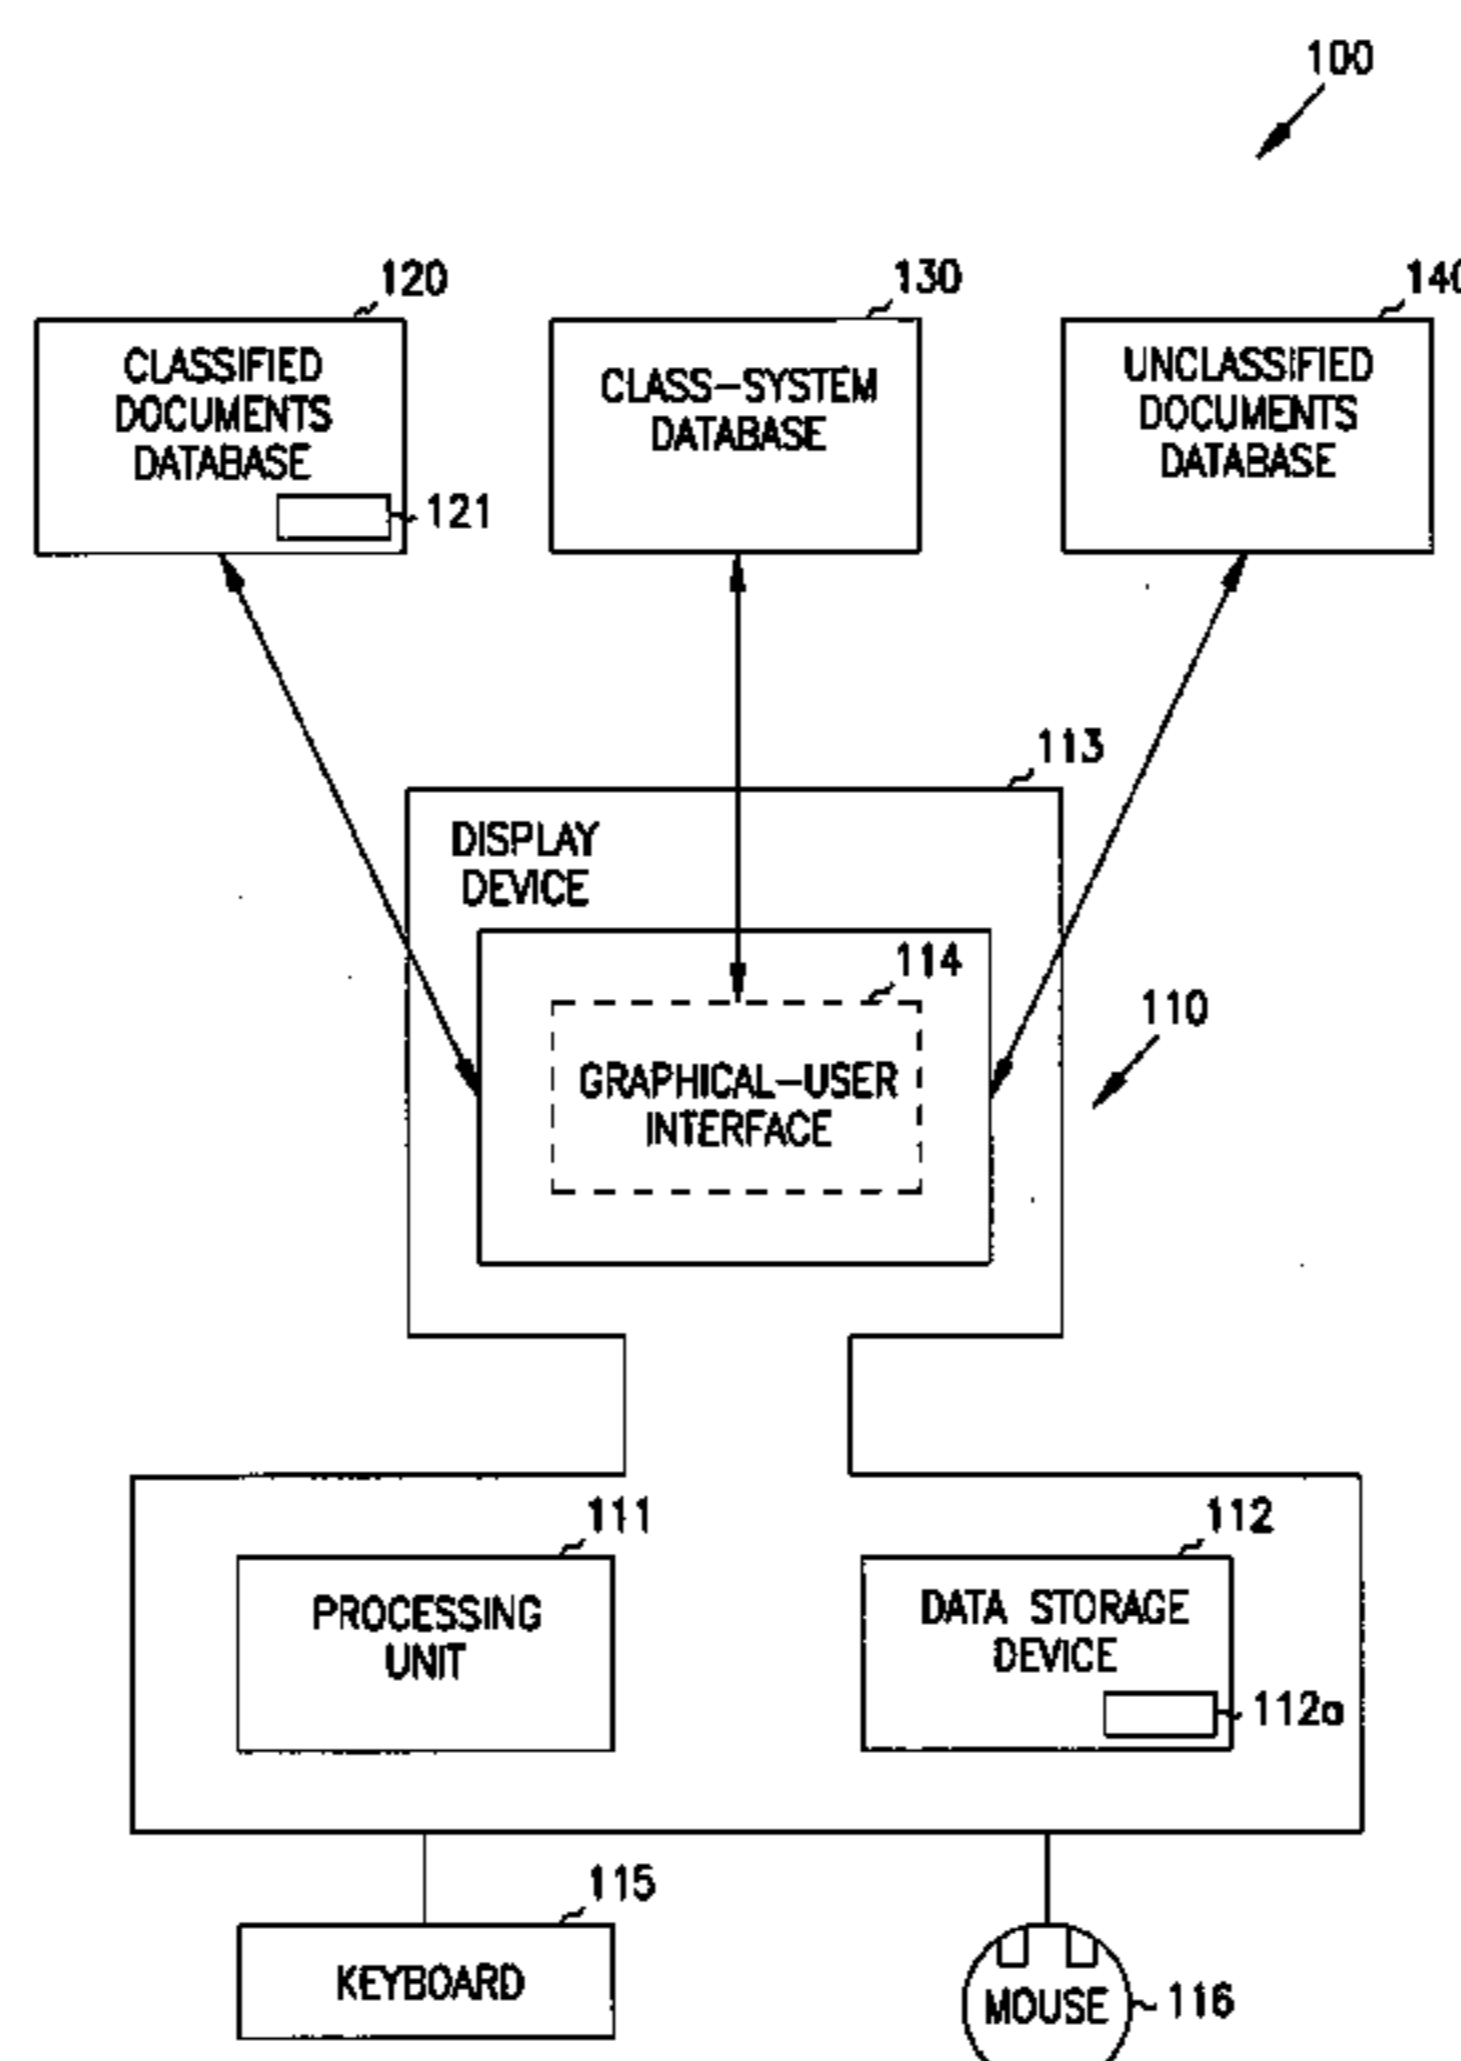 100
120
130
140
CLASSIFIED
DOCUMENTS
DATABASE
121
CLASS-SYSTEM
DATABASE
UNCLASSIFIED
DOCUMENTS
DATABASE
113
DISPLAY
DEVICE
114
GRAPHICAL-USER
INTERFACE
110
111
PROCESSING
UNIT
112
DATA STORAGE
DEVICE
112a
115
KEYBOARD
MOUSE
116